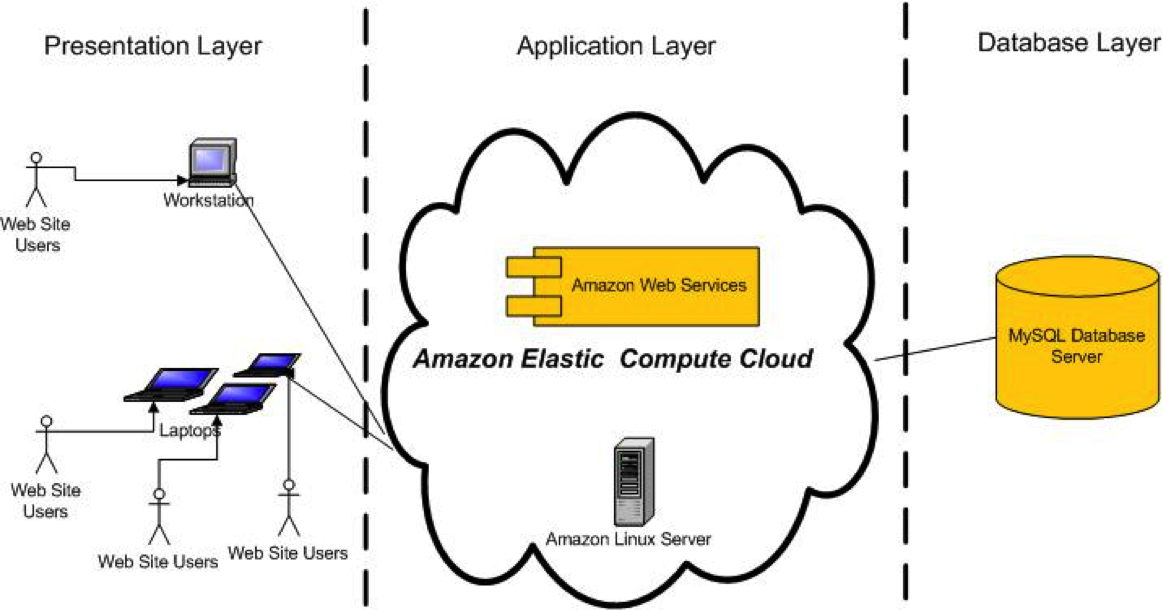 Presentation Layer
Application Layer
Database Layer
Workstation
Web Site
Users
Amazon Web Services
MySQL Database
Server
Amazon Elastic  Compute Cloud
Laptops
Web Site
Users
Web Site Users
Web Site Users
Amazon Linux Server